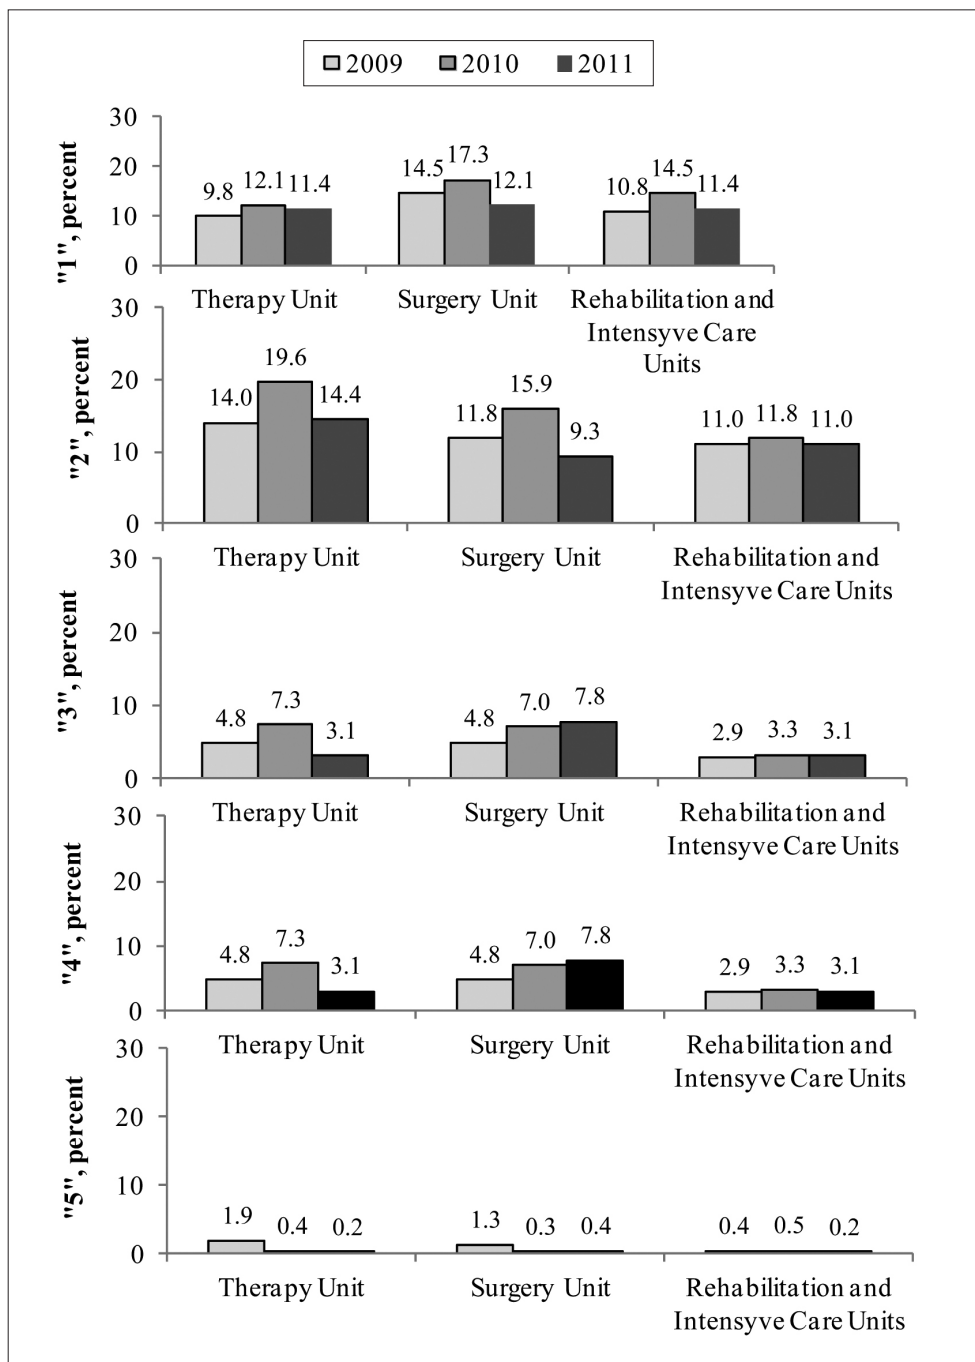 2009 2010 2011
"1", percent
30
20
10
0
9.8 12.1 11.4
14.5 17.3 12.1
10.8 14.5 11.4
Therapy Unit
Surgery Unit
Rehabilitation and
Intensyve Care
Units
"2", percent
30
20
10
0
14.0 19.6 14.4
11.8 15.9 9.3
11.0 11.8 11.0
Therapy Unit
Surgery Unit
Rehabilitation and
Intensyve Care Units
"3", percent
30
20
10
0
4.8 7.3 3.1
4.8 7.0 7.8
2.9 3.3 3.1
Therapy Unit
Surgery Unit
Rehabilitation and
Intensyve Care Units
"4", percent
30
20
10
0
4.8 7.3 3.1
4.8 7.0 7.8
2.9 3.3 3.1
Therapy Unit
Surgery Unit
Rehabilitation and
Intensyve Care Units
"5", percent
30
20
10
0
1.9 0.4 0.2
1.3 0.3 0.4
0.4 0.5 0.2
Therapy Unit
Surgery Unit
Rehabilitation and
Intensyve Care Units